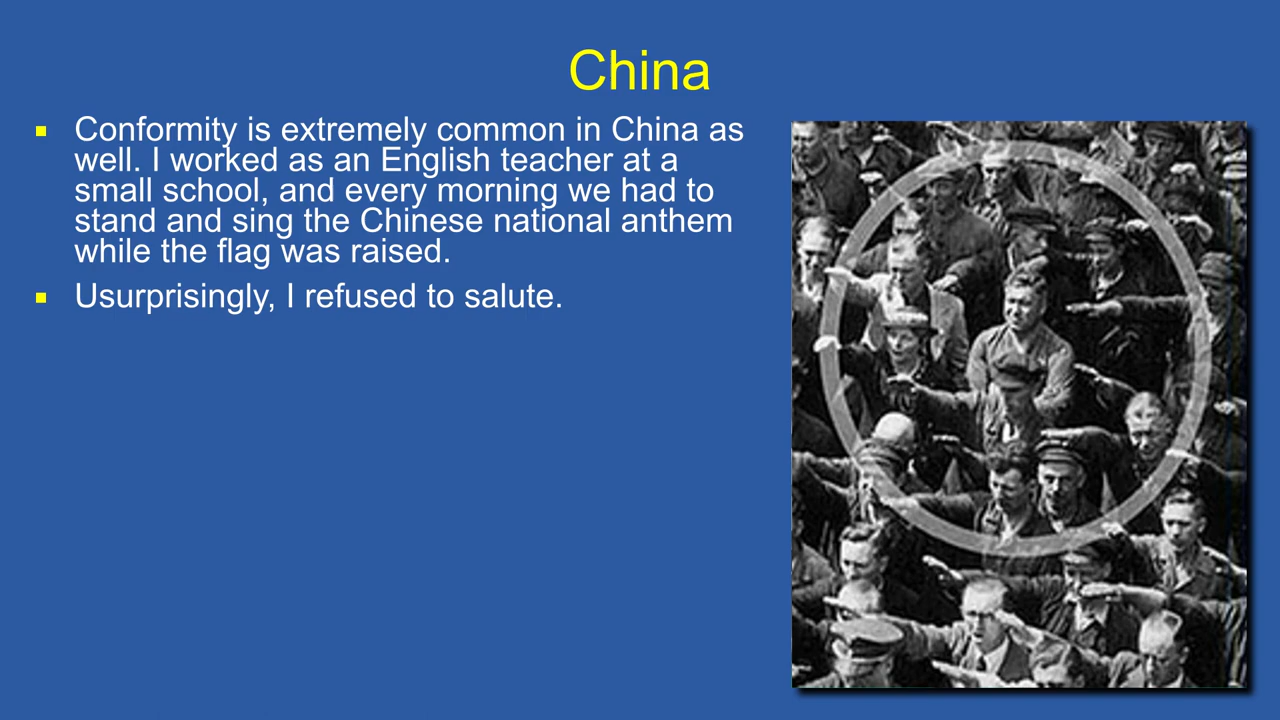 China
Conformity is extremely common in China as
well. I worked as an English teacher at a
small school, and every morning we had to
stand and sing the Chinese national anthem
while the flag was raised.
Usurprisingly, I refused to salute.